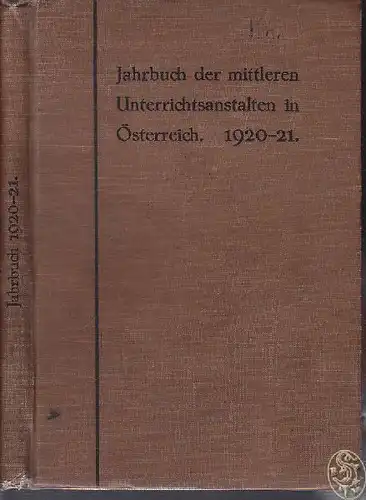 Jahrbuch der mittleren
Unterrichtsanstalten in
Österreich. 1920-21.
Jahrbuch 1920-21.